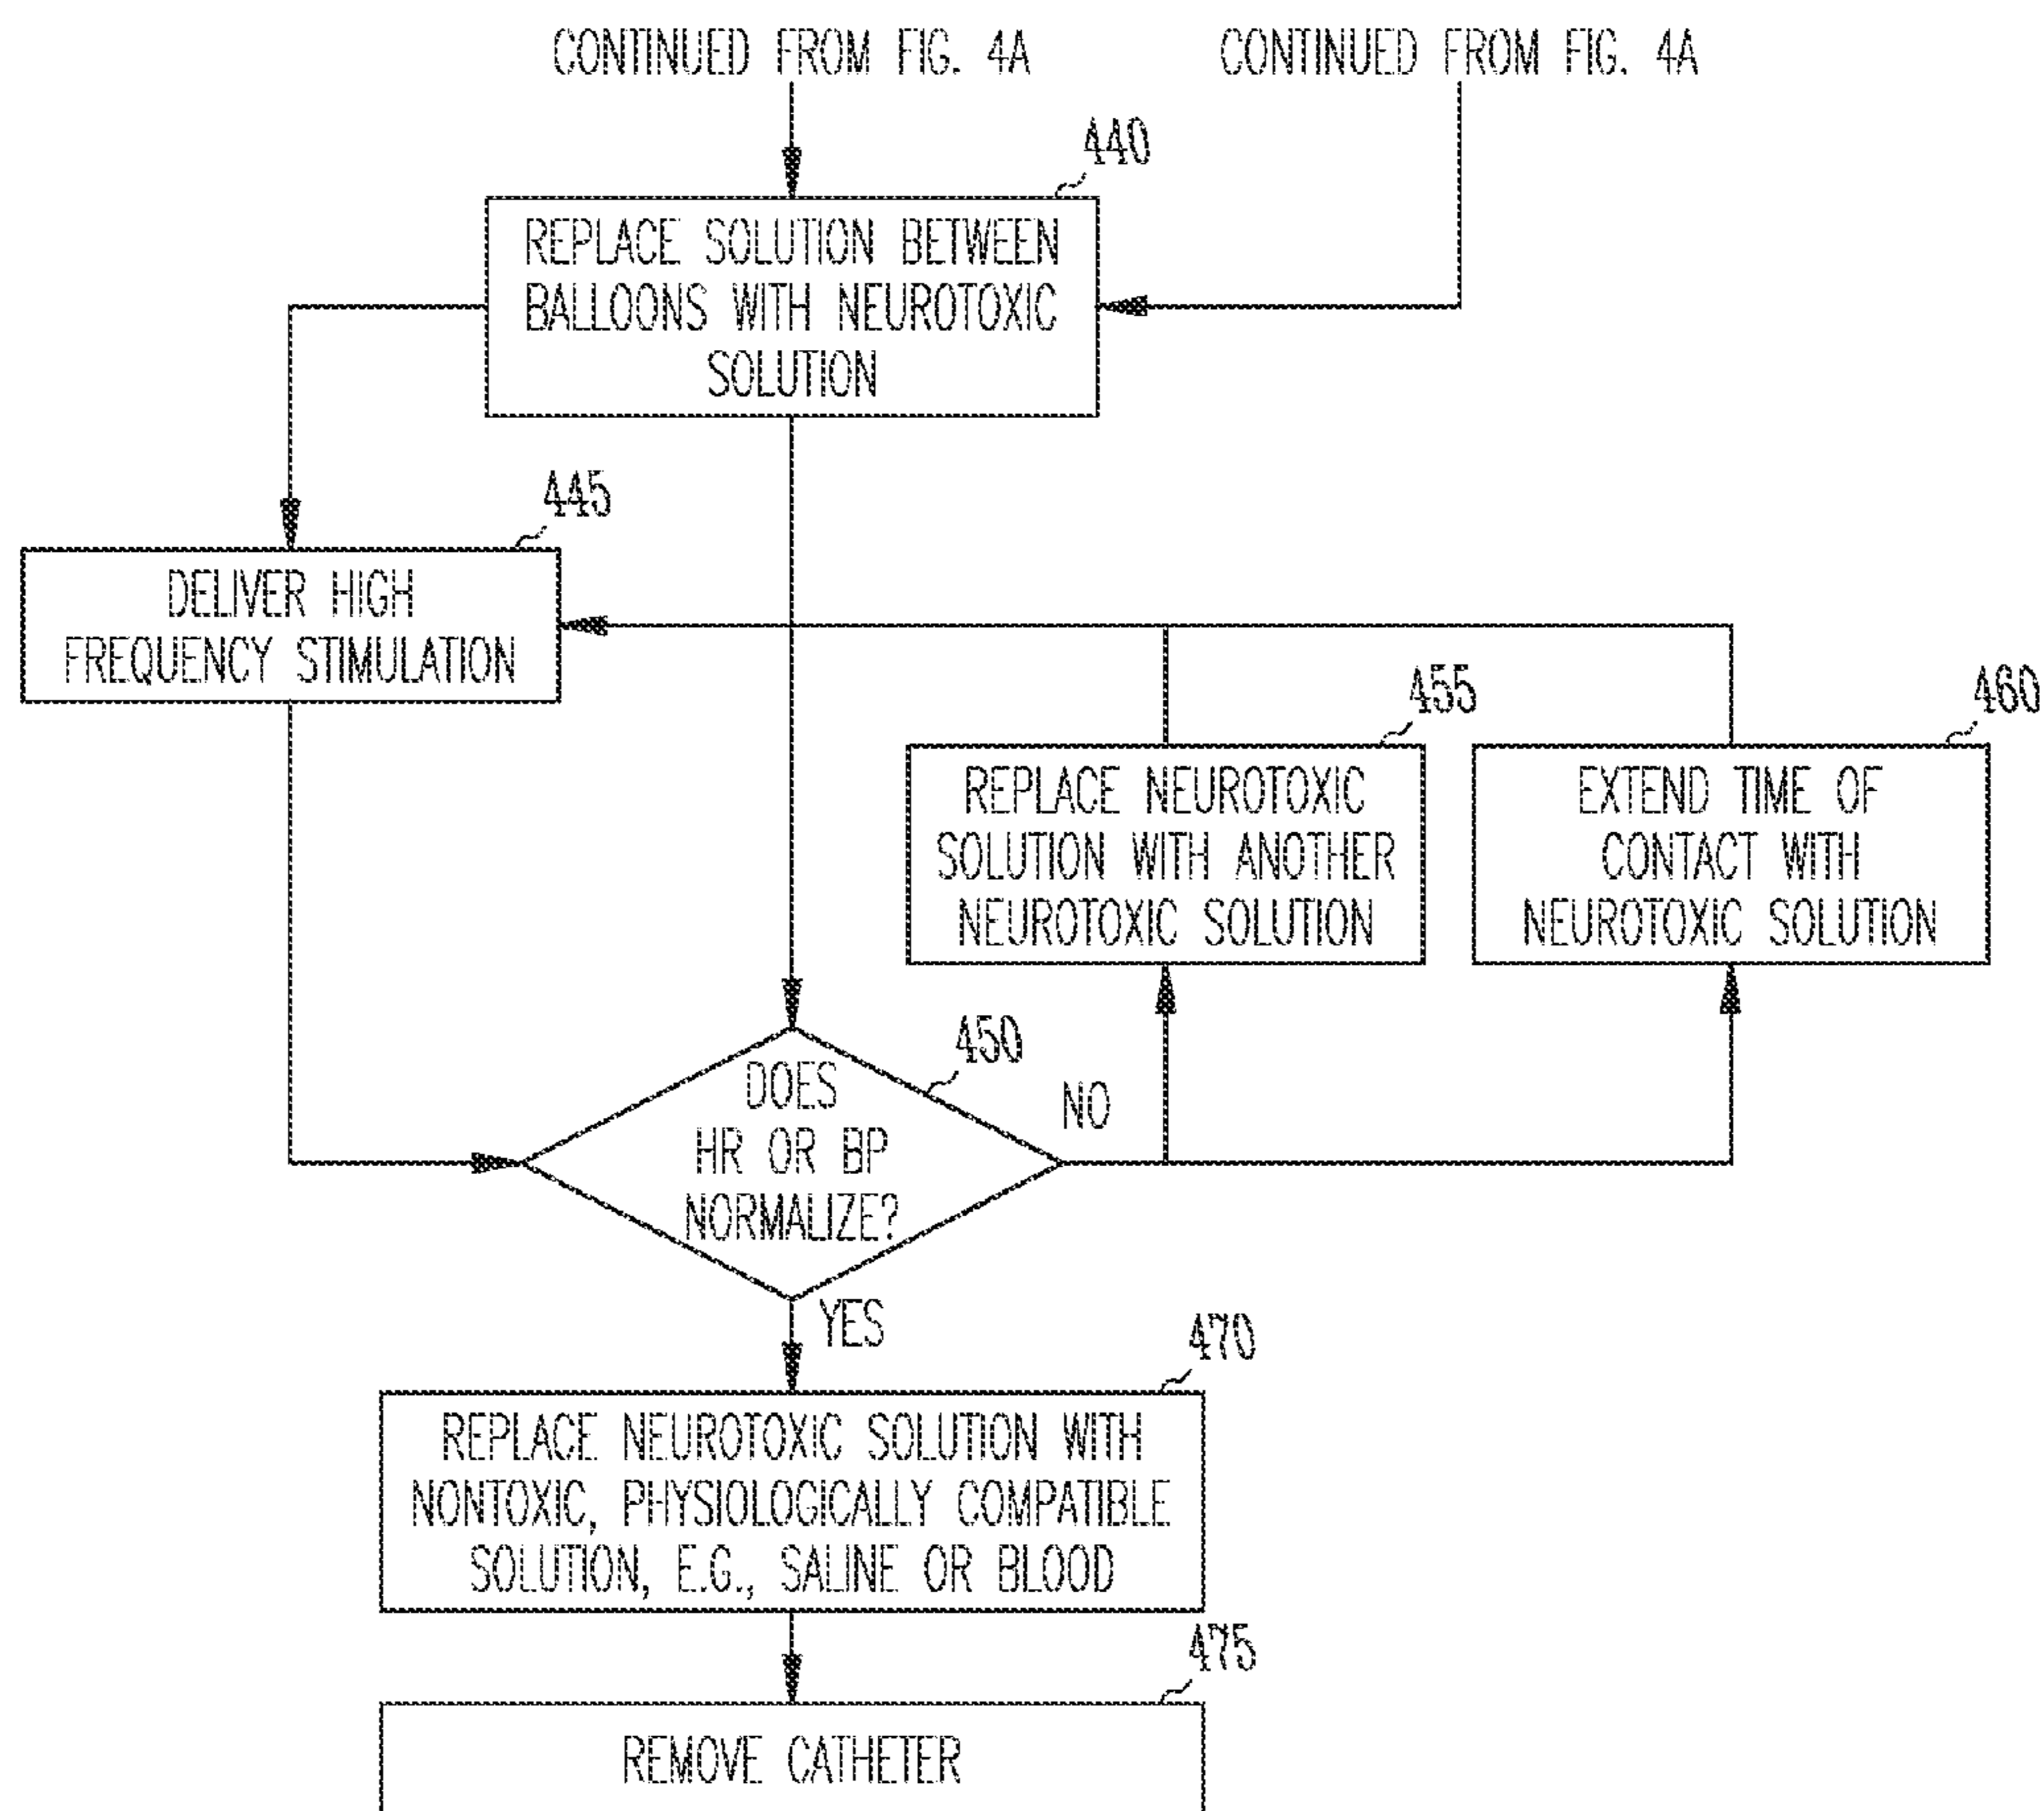 CONTINUED FROM FIG. 4A
CONTINUED FROM FIG. 4A
440
REPLACE SOLUTION BETWEEN
BALLOONS WITH NEUROTOXIC
SOLUTION
445
DELIVER HIGH
FREQUENCY STIMULATION
455
REPLACE NEUROTOXIC
SOLUTION WITH ANOTHER
NEUROTOXIC SOLUTION
460
EXTEND TIME OF
CONTACT WITH
NEUROTOXIC SOLUTION
450
DOES
HR OR BP
NORMALIZE?
NO
YES
470
REPLACE NEUROTOXIC SOLUTION WITH
NONTOXIC, PHYSIOLOGICALLY COMPATIBLE
SOLUTION, E.G., SALINE OR BLOOD
475
REMOVE CATHETER